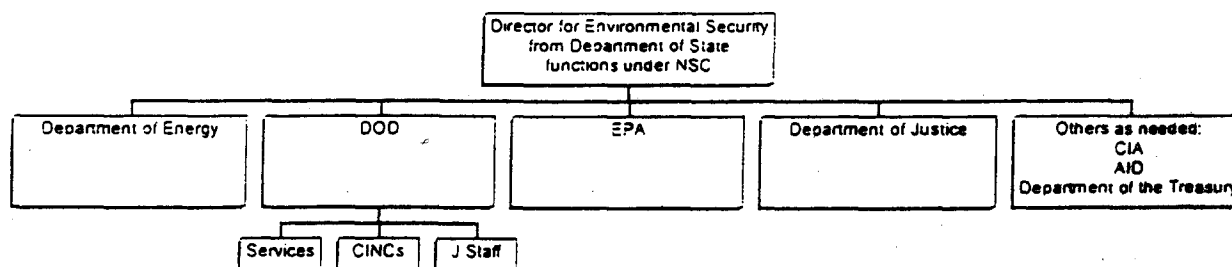 Director for Environmental Security
from Department of State
functions under NSC
Department of Energy
DOD
EPA
Department of Justice
Others as needed:
CIA
AID
Department of the Treasury
Services
CINCs
J Staff